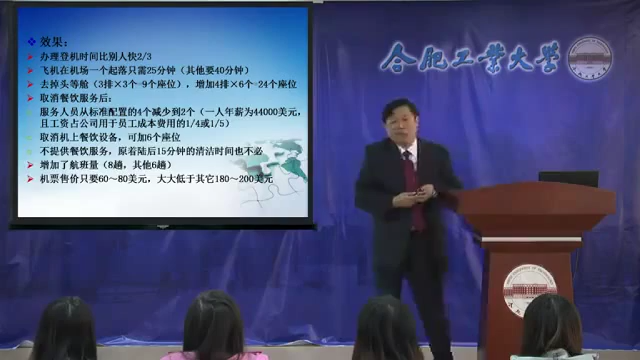 效果：
办理登机时间比别人快2/3
飞机在机场一个起落只需25分钟（其他要40分钟）
去掉头等舱（3排×3个=9个座位），增加4排×6个=24个座位
取消餐饮服务后：
服务人员从标准配置的4个减少到2个（一人年薪为44000美元，
且工资占公司用于员工成本费用的1/4或1/5）
取消机上餐饮设备，可加6个座位
不提供餐饮服务，原着陆后15分钟的清洁时间也不必
增加了航班量（8趟，其他6趟）
机票售价只要60～80美元，大大低于其它180～200美元
合肥工业大学